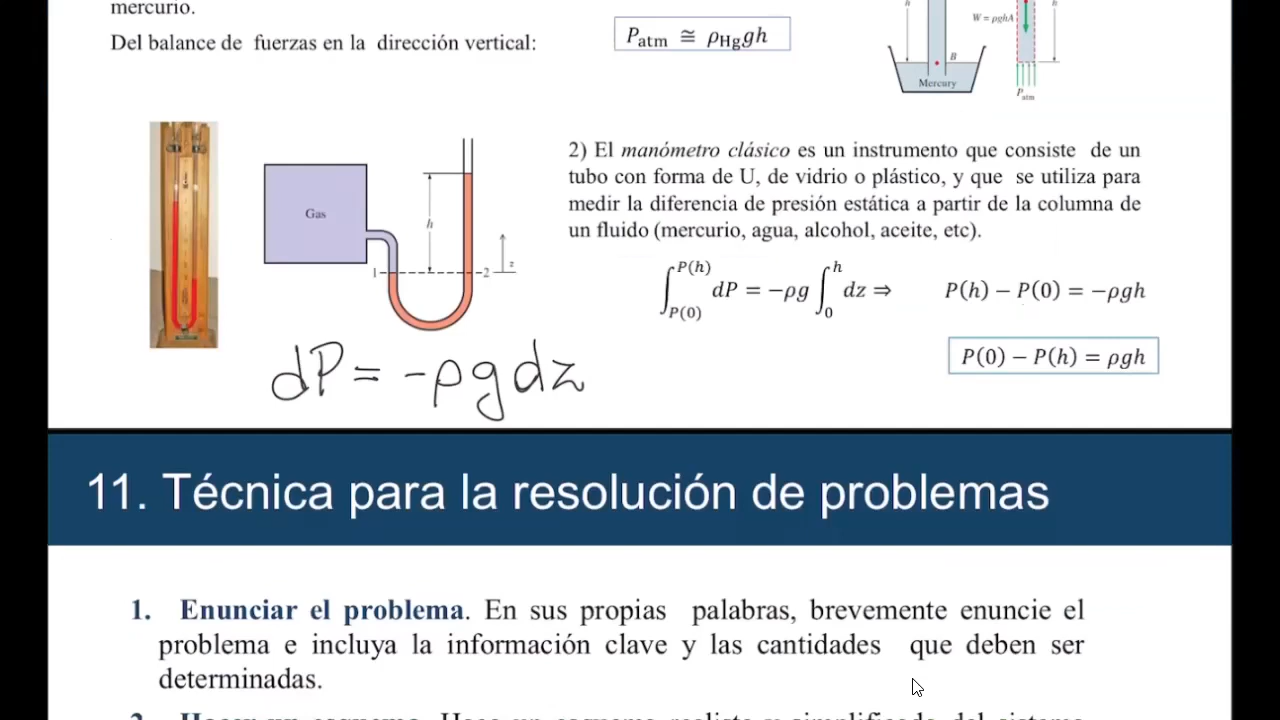 mercurio.
Del balance de fuerzas en la dirección vertical:
Patm ≅ ρHg gh
h
W = ρghA
h
B
Mercury
Patm
Gas
h
1
2
z
2) El manómetro clásico es un instrumento que consiste de un
tubo con forma de U, de vidrio o plástico, y que se utiliza para
medir la diferencia de presión estática a partir de la columna de
un fluido (mercurio, agua, alcohol, aceite, etc).
∫P(0)P(h) dP = −ρg ∫0h dz ⇒ P(h) − P(0) = −ρgh
P(0) − P(h) = ρgh
dP = -ρgdz
11. Técnica para la resolución de problemas
1. Enunciar el problema. En sus propias palabras, brevemente enuncie el
problema e incluya la información clave y las cantidades que deben ser
determinadas.